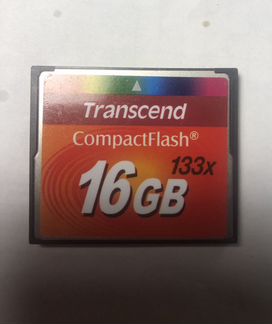 Transcend
CompactFlash®
133x
16GB